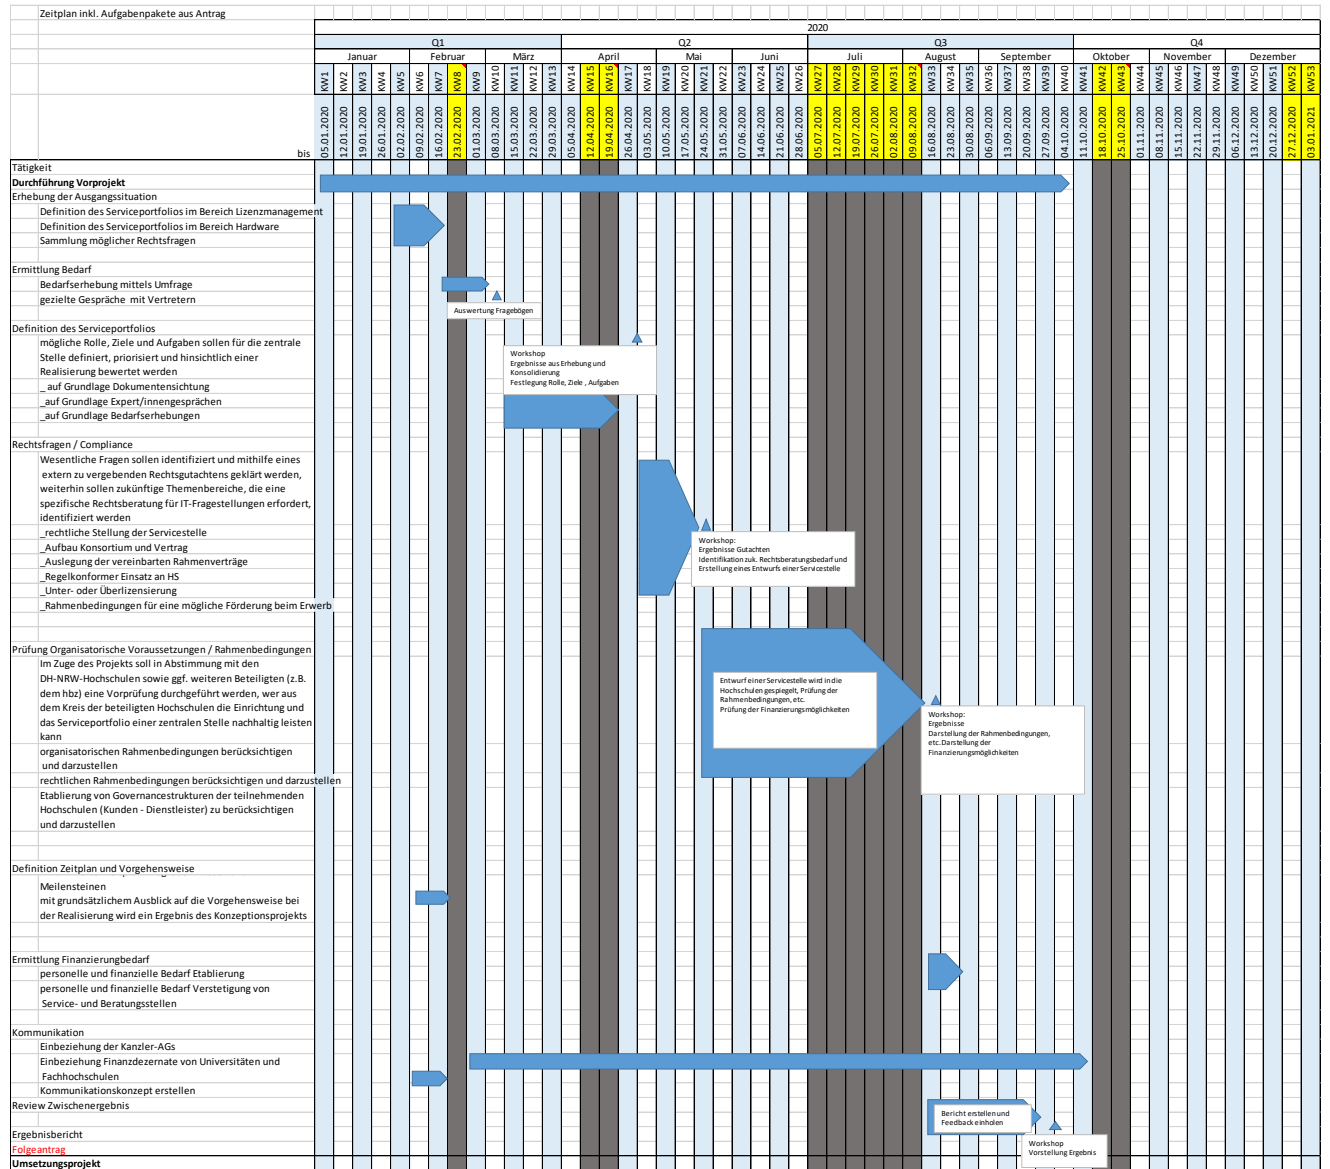 Zeitplan inkl. Aufgabenpakete aus Antrag
2020
Q1 Q2 Q3 Q4
Januar Februar März April Mai Juni Juli August September Oktober November Dezember
KW1 KW2 KW3 KW4 KW5 KW6 KW7 KW8 KW9 KW10 KW11 KW12 KW13 KW14 KW15 KW16 KW17 KW18 KW19 KW20 KW21 KW22 KW23 KW24 KW25 KW26 KW27 KW28 KW29 KW30 KW31 KW32 KW33 KW34 KW35 KW36 KW37 KW38 KW39 KW40 KW41 KW42 KW43 KW44 KW45 KW46 KW47 KW48 KW49 KW50 KW51 KW52 KW53
bis 05.01.2020 12.01.2020 19.01.2020 26.01.2020 02.02.2020 09.02.2020 16.02.2020 23.02.2020 01.03.2020 08.03.2020 15.03.2020 22.03.2020 29.03.2020 05.04.2020 12.04.2020 19.04.2020 26.04.2020 03.05.2020 10.05.2020 17.05.2020 24.05.2020 31.05.2020 07.06.2020 14.06.2020 21.06.2020 28.06.2020 05.07.2020 12.07.2020 19.07.2020 26.07.2020 02.08.2020 09.08.2020 16.08.2020 23.08.2020 30.08.2020 06.09.2020 13.09.2020 20.09.2020 27.09.2020 04.10.2020 11.10.2020 18.10.2020 25.10.2020 01.11.2020 08.11.2020 15.11.2020 22.11.2020 29.11.2020 06.12.2020 13.12.2020 20.12.2020 27.12.2020 03.01.2021
Tätigkeit
Durchführung Vorprojekt
Erhebung der Ausgangssituation
Definition des Serviceportfolios im Bereich Lizenzmanagement
Definition des Serviceportfolios im Bereich Hardware
Sammlung möglicher Rechtsfragen
Ermittlung Bedarf
Bedarfserhebung mittels Umfrage
gezielte Gespräche mit Vertretern
Auswertung Fragebögen
Definition des Serviceportfolios
mögliche Rolle, Ziele und Aufgaben sollen für die zentrale
Stelle definiert, priorisiert und hinsichtlich einer
Realisierung bewertet werden
_ auf Grundlage Dokumentensichtung
_auf Grundlage Expert/innengesprächen
_auf Grundlage Bedarfserhebungen
Workshop
Ergebnisse aus Erhebung und
Konsolidierung
Festlegung Rolle, Ziele , Aufgaben
Rechtsfragen / Compliance
Wesentliche Fragen sollen identifiziert und mithilfe eines
extern zu vergebenden Rechtsgutachtens geklärt werden,
weiterhin sollen zukünftige Themenbereiche, die eine
spezifische Rechtsberatung für IT-Fragestellungen erfordert,
identifiziert werden
_rechtliche Stellung der Servicestelle
_Aufbau Konsortium und Vertrag
_Auslegung der vereinbarten Rahmenverträge
_Regelkonformer Einsatz an HS
_Unter- oder Überlizensierung
_Rahmenbedingungen für eine mögliche Förderung beim Erwerb
Workshop:
Ergebnisse Gutachten
Identifikation zuk. Rechtsberatungsbedarf und
Erstellung eines Entwurfs einer Servicestelle
Prüfung Organisatorische Voraussetzungen / Rahmenbedingungen
Im Zuge des Projekts soll in Abstimmung mit den
DH-NRW-Hochschulen sowie ggf. weiteren Beteiligten (z.B.
dem hbz) eine Vorprüfung durchgeführt werden, wer aus
dem Kreis der beteiligten Hochschulen die Einrichtung und
das Serviceportfolio einer zentralen Stelle nachhaltig leisten
kann
organisatorischen Rahmenbedingungen berücksichtigen
und darzustellen
rechtlichen Rahmenbedingungen berücksichtigen und darzustellen
Etablierung von Governancestrukturen der teilnehmenden
Hochschulen (Kunden - Dienstleister) zu berücksichtigen
und darzustellen
Entwurf einer Servicestelle wird in die
Hochschulen gespiegelt, Prüfung der
Rahmenbedingungen, etc.
Prüfung der Finanzierungsmöglichkeiten
Workshop:
Ergebnisse
Darstellung der Rahmenbedingungen,
etc.Darstellung der
Finanzierungsmöglichkeiten
Definition Zeitplan und Vorgehensweise
Meilensteinen
mit grundsätzlichem Ausblick auf die Vorgehensweise bei
der Realisierung wird ein Ergebnis des Konzeptionsprojekts
Ermittlung Finanzierungbedarf
personelle und finanzielle Bedarf Etablierung
personelle und finanzielle Bedarf Verstetigung von
Service- und Beratungsstellen
Kommunikation
Einbeziehung der Kanzler-AGs
Einbeziehung Finanzdezernate von Universitäten und
Fachhochschulen
Kommunikationskonzept erstellen
Review Zwischenergebnis
Bericht erstellen und
Feedback einholen
Ergebnisbericht
Workshop
Vorstellung Ergebnis
Folgeantrag
Umsetzungsprojekt